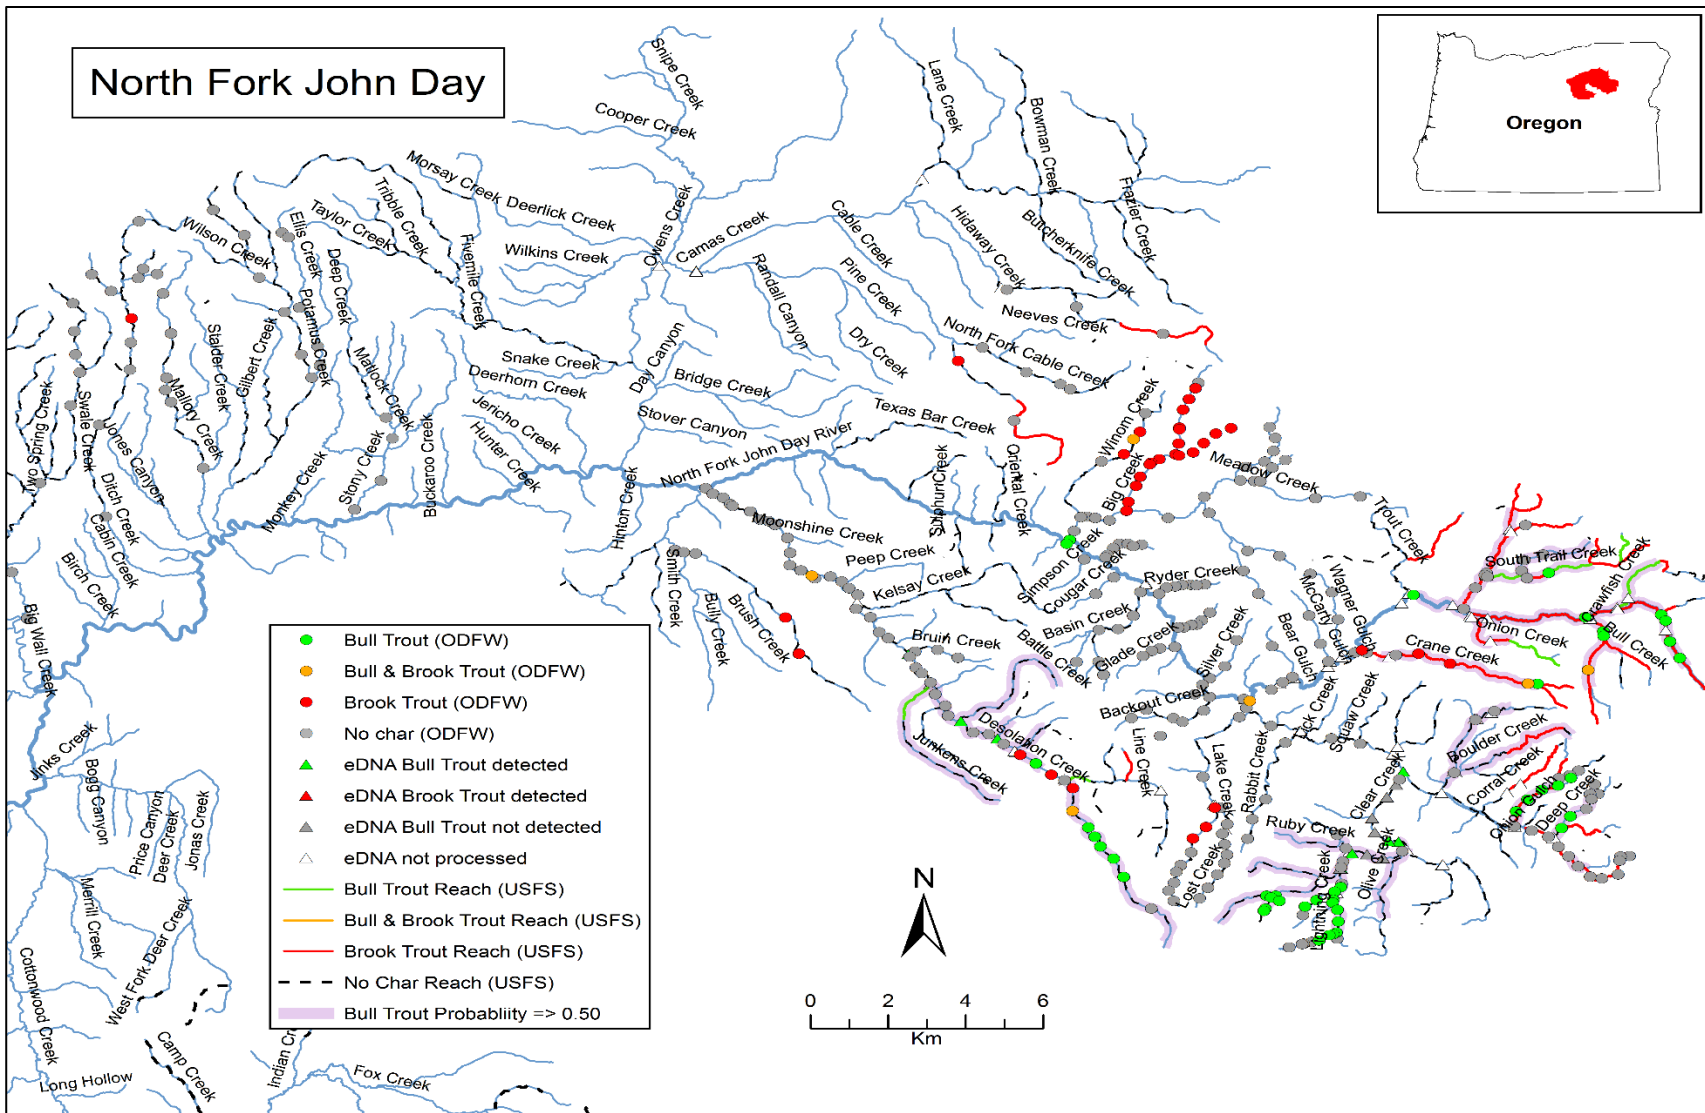 North Fork John Day
Oregon
Snipe Creek
Cooper Creek
Lane Creek
Bowman Creek
Morsay Creek
Deerlick Creek
Tribble Creek
Taylor Creek
Ellis Creek
Wilson Creek
Deep Creek
Fivemile Creek
Wilkins Creek
Owens Creek
Camas Creek
Cable Creek
Hidaway Creek
Butcherknife Creek
Frazier Creek
Randall Canyon
Pine Creek
Dry Creek
Neeves Creek
North Fork Cable Creek
Potamus Creek
Stalder Creek
Gilbert Creek
Matlock Creek
Mallory Creek
Swale Creek
Two Spring Creek
Jones Canyon
Ditch Creek
Cabin Creek
Birch Creek
Snake Creek
Deerhorn Creek
Day Canyon
Bridge Creek
Jericho Creek
Hunter Creek
Stover Canyon
Texas Bar Creek
North Fork John Day River
Buckaroo Creek
Stony Creek
Monkey Creek
Hinton Creek
Winom Creek
Big Creek
Meadow Creek
Oriental Creek
Sulphur Creek
Trout Creek
Moonshine Creek
Peep Creek
Kelsay Creek
Simpson Creek
Cougar Creek
Ryder Creek
Basin Creek
Glade Creek
Silver Creek
Bear Gulch
McCarty Gulch
Wagner Gulch
South Trail Creek
Crawfish Creek
Onion Creek
Bull Creek
Crane Creek
Smith Creek
Bully Creek
Brush Creek
Bruin Creek
Battle Creek
Backout Creek
Desolation Creek
Junkens Creek
Line Creek
Lake Creek
Rabbit Creek
Lick Creek
Squaw Creek
Boulder Creek
Corral Creek
Onion Gulch
Deep Creek
Clear Creek
Ruby Creek
Olive Creek
Lightning Creek
Lost Creek
Big Wall Creek
Jinks Creek
Bogg Canyon
Price Canyon
Deer Creek
Jonas Creek
Merrill Creek
West Fork Deer Creek
Cottonwood Creek
Camp Creek
Long Hollow
Indian Cr
Fox Creek
Bull Trout (ODFW)
Bull & Brook Trout (ODFW)
Brook Trout (ODFW)
No char (ODFW)
eDNA Bull Trout detected
eDNA Brook Trout detected
eDNA Bull Trout not detected
eDNA not processed
Bull Trout Reach (USFS)
Bull & Brook Trout Reach (USFS)
Brook Trout Reach (USFS)
No Char Reach (USFS)
Bull Trout Probabliity => 0.50
N
0 2 4 6
Km